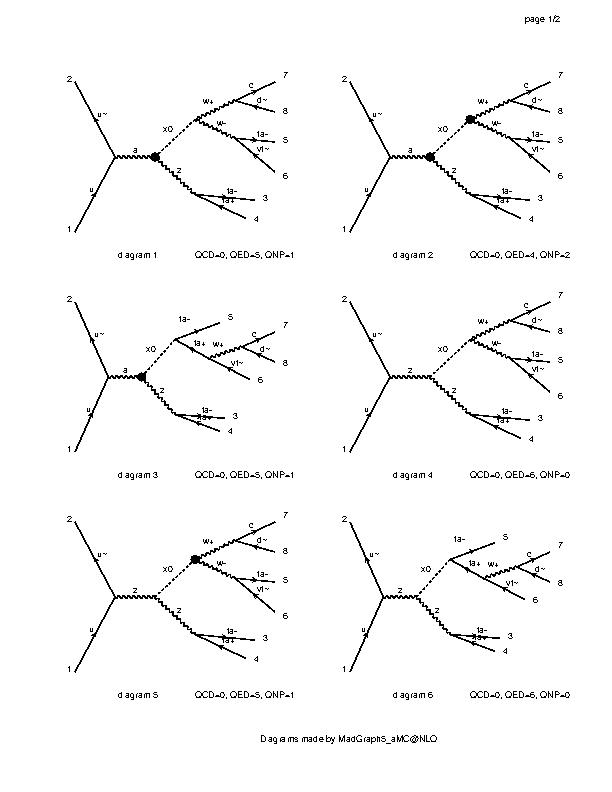 page 1/2
2 u~ u 1 a x0 z w+ w- c 7 d~ 8 ta- 5 vt~ 6 ta- 3 ta+ 4
diagram 1 QCD=0, QED=5, QNP=1
2 u~ u 1 a x0 z w+ w- c 7 d~ 8 ta- 5 vt~ 6 ta- 3 ta+ 4
diagram 2 QCD=0, QED=4, QNP=2
2 u~ u 1 a x0 z ta- 5 ta+ w+ c 7 d~ 8 vt~ 6 ta- 3 ta+ 4
diagram 3 QCD=0, QED=5, QNP=1
2 u~ u 1 z x0 z w+ w- c 7 d~ 8 ta- 5 vt~ 6 ta- 3 ta+ 4
diagram 4 QCD=0, QED=6, QNP=0
2 u~ u 1 z x0 z w+ w- c 7 d~ 8 ta- 5 vt~ 6 ta- 3 ta+ 4
diagram 5 QCD=0, QED=5, QNP=1
2 u~ u 1 z x0 z ta- 5 ta+ w+ c 7 d~ 8 vt~ 6 ta- 3 ta+ 4
diagram 6 QCD=0, QED=6, QNP=0
Diagrams made by MadGraph5_aMC@NLO